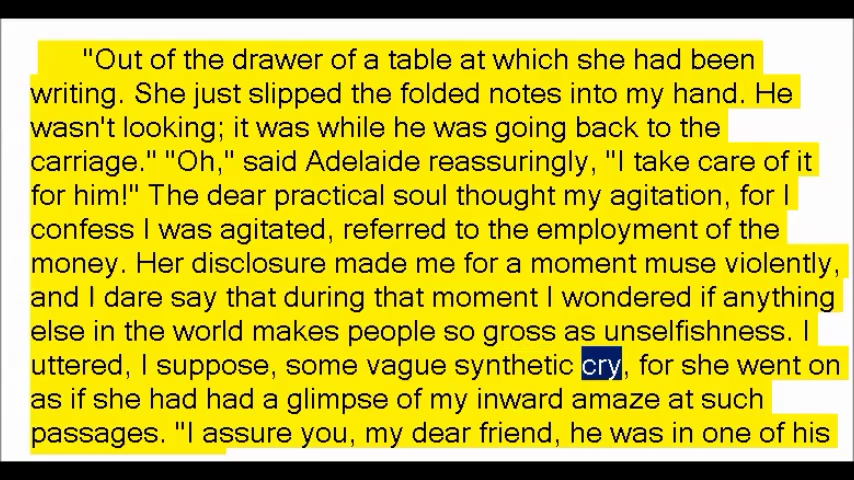 "Out of the drawer of a table at which she had been
writing. She just slipped the folded notes into my hand. He
wasn't looking; it was while he was going back to the
carriage." "Oh," said Adelaide reassuringly, "I take care of it
for him!" The dear practical soul thought my agitation, for I
confess I was agitated, referred to the employment of the
money. Her disclosure made me for a moment muse violently,
and I dare say that during that moment I wondered if anything
else in the world makes people so gross as unselfishness. I
uttered, I suppose, some vague synthetic cry, for she went on
as if she had had a glimpse of my inward amaze at such
passages. "I assure you, my dear friend, he was in one of his